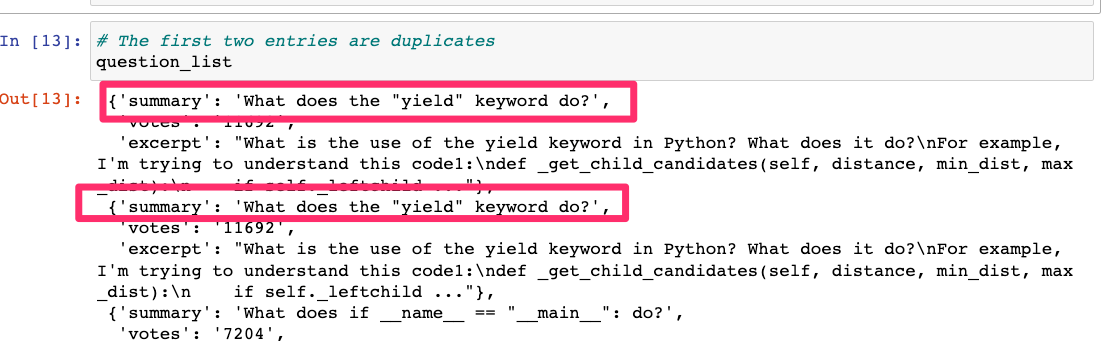 In [13]: # The first two entries are duplicates
question_list
Out[13]: {'summary': 'What does the "yield" keyword do?',
'votes': '11692',
'excerpt': "What is the use of the yield keyword in Python? What does it do?\nFor example,
I'm trying to understand this code1:\ndef _get_child_candidates(self, distance, min_dist, max
_dist):\n    if self._leftchild ..."},
{'summary': 'What does the "yield" keyword do?',
'votes': '11692',
'excerpt': "What is the use of the yield keyword in Python? What does it do?\nFor example,
I'm trying to understand this code1:\ndef _get_child_candidates(self, distance, min_dist, max
_dist):\n    if self._leftchild ..."},
{'summary': 'What does if __name__ == "__main__": do?',
'votes': '7204',